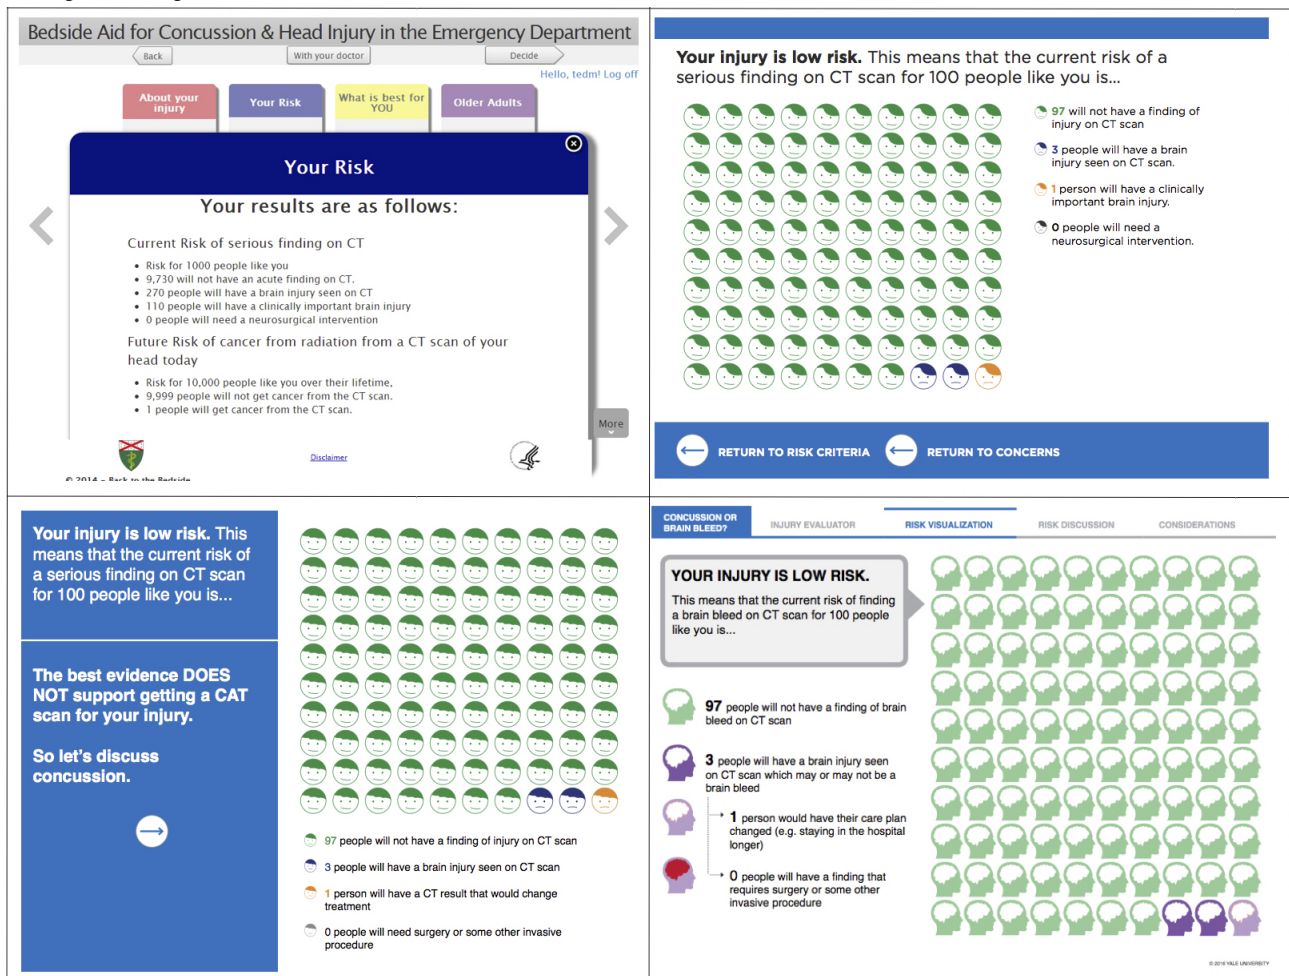 Bedside Aid for Concussion & Head Injury in the Emergency Department
Back
With your doctor
Decide
Hello, tedm! Log off
About your
injury
Your Risk
What is best for
YOU
Older Adults
Your Risk
Your results are as follows:
Current Risk of serious finding on CT
• Risk for 1000 people like you
• 9,730 will not have an acute finding on CT.
• 270 people will have a brain injury seen on CT
• 110 people will have a clinically important brain injury
• 0 people will need a neurosurgical intervention
Future Risk of cancer from radiation from a CT scan of your
head today
• Risk for 10,000 people like you over their lifetime,
• 9,999 people will not get cancer from the CT scan.
• 1 people will get cancer from the CT scan.
More
Disclaimer
© 2014 - Back to the Bedside
Your injury is low risk. This means that the current risk of a
serious finding on CT scan for 100 people like you is...
97 will not have a finding of
injury on CT scan
3 people will have a brain
injury seen on CT scan.
1 person will have a clinically
important brain injury.
0 people will need a
neurosurgical intervention.
RETURN TO RISK CRITERIA
RETURN TO CONCERNS
Your injury is low risk. This
means that the current risk of
a serious finding on CT scan
for 100 people like you is...
The best evidence DOES
NOT support getting a CAT
scan for your injury.
So let's discuss
concussion.
97 people will not have a finding of injury on CT scan
3 people will have a brain injury seen on CT scan
1 person will have a CT result that would change
treatment
0 people will need surgery or some other invasive
procedure
CONCUSSION OR
BRAIN BLEED?
INJURY EVALUATOR
RISK VISUALIZATION
RISK DISCUSSION
CONSIDERATIONS
YOUR INJURY IS LOW RISK.
This means that the current risk of finding
a brain bleed on CT scan for 100 people
like you is...
97 people will not have a finding of brain
bleed on CT scan
3 people will have a brain injury seen
on CT scan which may or may not be a
brain bleed
1 person would have their care plan
changed (e.g. staying in the hospital
longer)
0 people will have a finding that
requires surgery or some other
invasive procedure
© 2016 YALE UNIVERSITY